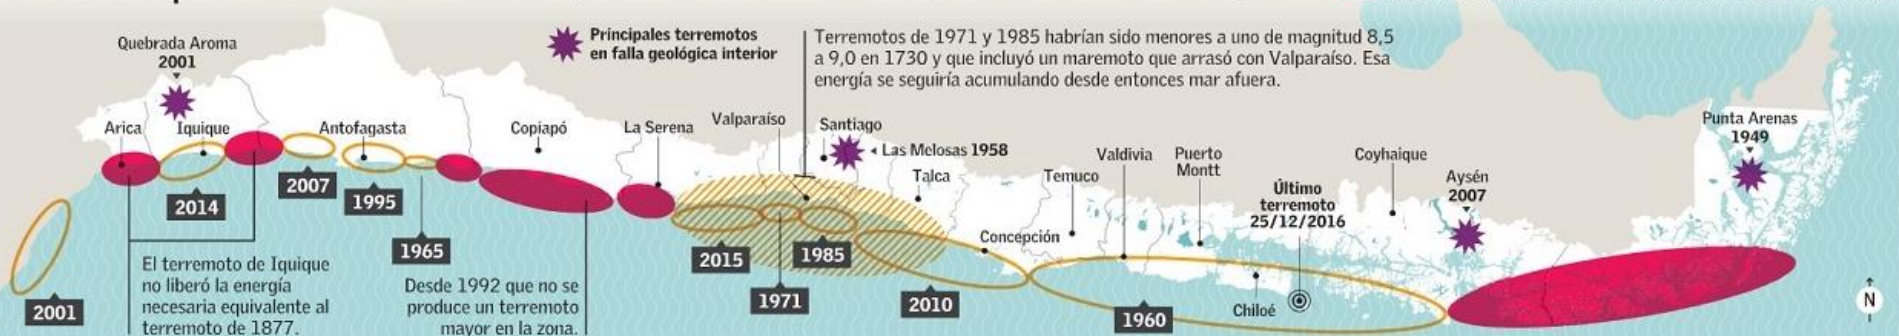 Quebrada Aroma
2001
Principales terremotos
en falla geológica interior
Terremotos de 1971 y 1985 habrían sido menores a uno de magnitud 8,5
a 9,0 en 1730 y que incluyó un maremoto que arrasó con Valparaíso. Esa
energía se seguiría acumulando desde entonces mar afuera.
Arica
Iquique
Antofagasta
Copiapó
La Serena
Valparaíso
Santiago
Las Melosas 1958
Talca
Concepción
Temuco
Valdivia
Puerto
Montt
Último
terremoto
25/12/2016
Chiloé
Coyhaique
Aysén
2007
Punta Arenas
1949
2001
2014
2007
1995
1965
2015
1971
1985
2010
1960
El terremoto de Iquique
no liberó la energía
necesaria equivalente al
terremoto de 1877.
Desde 1992 que no se
produce un terremoto
mayor en la zona.
N